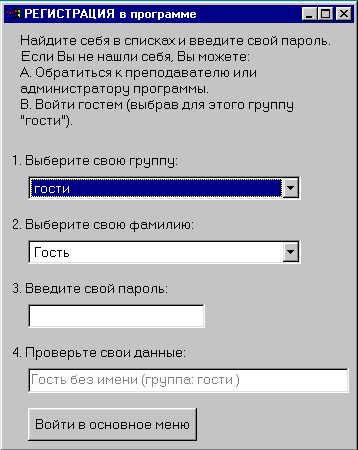 РЕГИСТРАЦИЯ в программе
Найдите себя в списках и введите свой пароль.
Если Вы не нашли себя, Вы можете:
А. Обратиться к преподавателю или
администратору программы.
В. Войти гостем (выбрав для этого группу
"гости").
1. Выберите свою группу:
гости
2. Выберите свою фамилию:
Гость
3. Введите свой пароль:
4. Проверьте свои данные:
Гость без имени (группа: гости )
Войти в основное меню